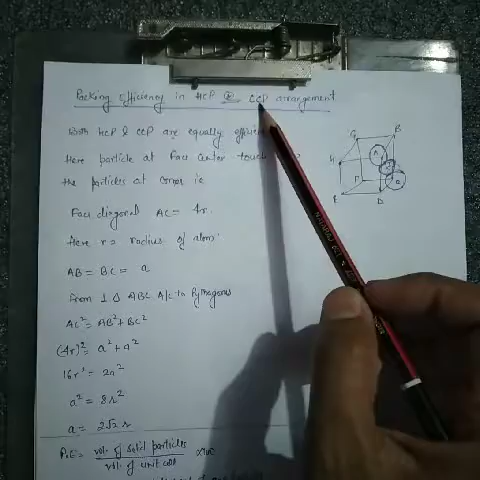 Packing efficiency in HCP & CCP arrangement
Both HCP & CCP are equally
Here particle at Face center touch
the particles at corner ie
Face diagonal AC = 4r.
Here r = radius of atom
AB = BC = a
From ⊥ Δ ABC A/c to Pythagoras
AC² = AB² + BC²
(4r)² = a² + a²
16r² = 2a²
a² = 8r²
a = 2√2 r
P.E = vol. of solid particles / vol. of unit cell ×100
G
B
H
A
F
E
D